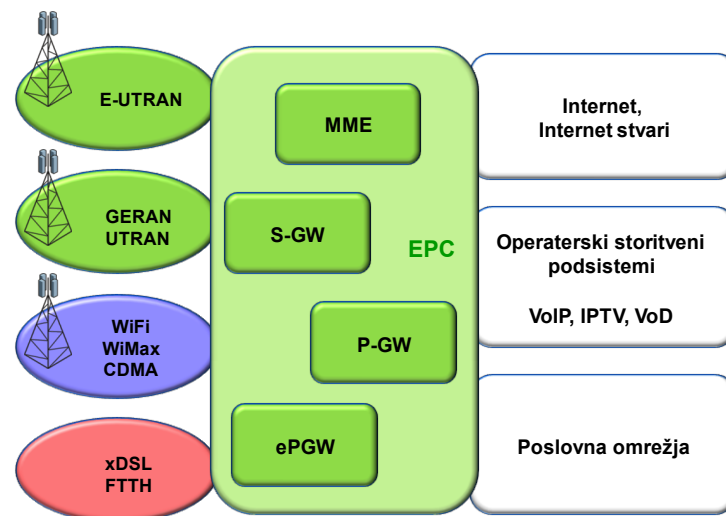 E-UTRAN
GERAN
UTRAN
WiFi
WiMax
CDMA
xDSL
FTTH
MME
S-GW
EPC
P-GW
ePGW
Internet,
Internet stvari
Operaterski storitveni
podsistemi
VoIP, IPTV, VoD
Poslovna omrežja